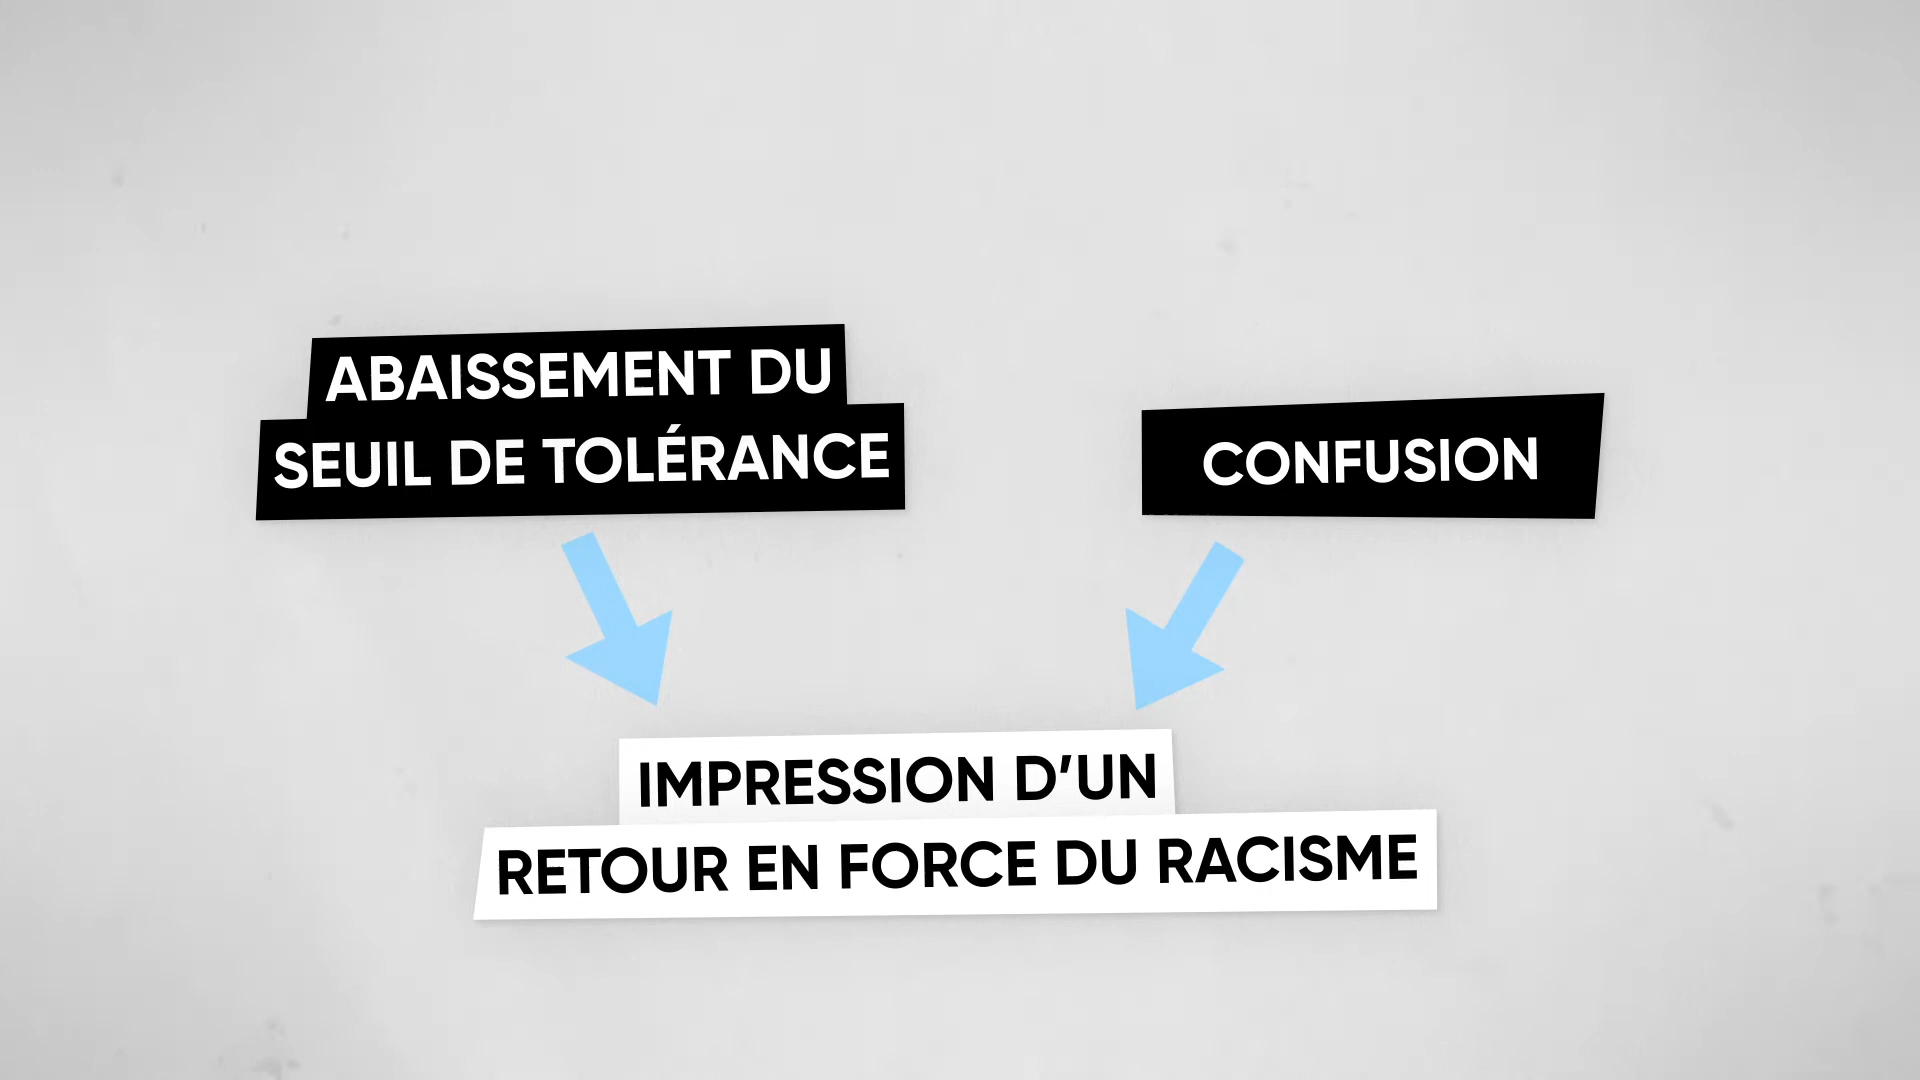 ABAISSEMENT DU
SEUIL DE TOLÉRANCE
CONFUSION
IMPRESSION D’UN
RETOUR EN FORCE DU RACISME